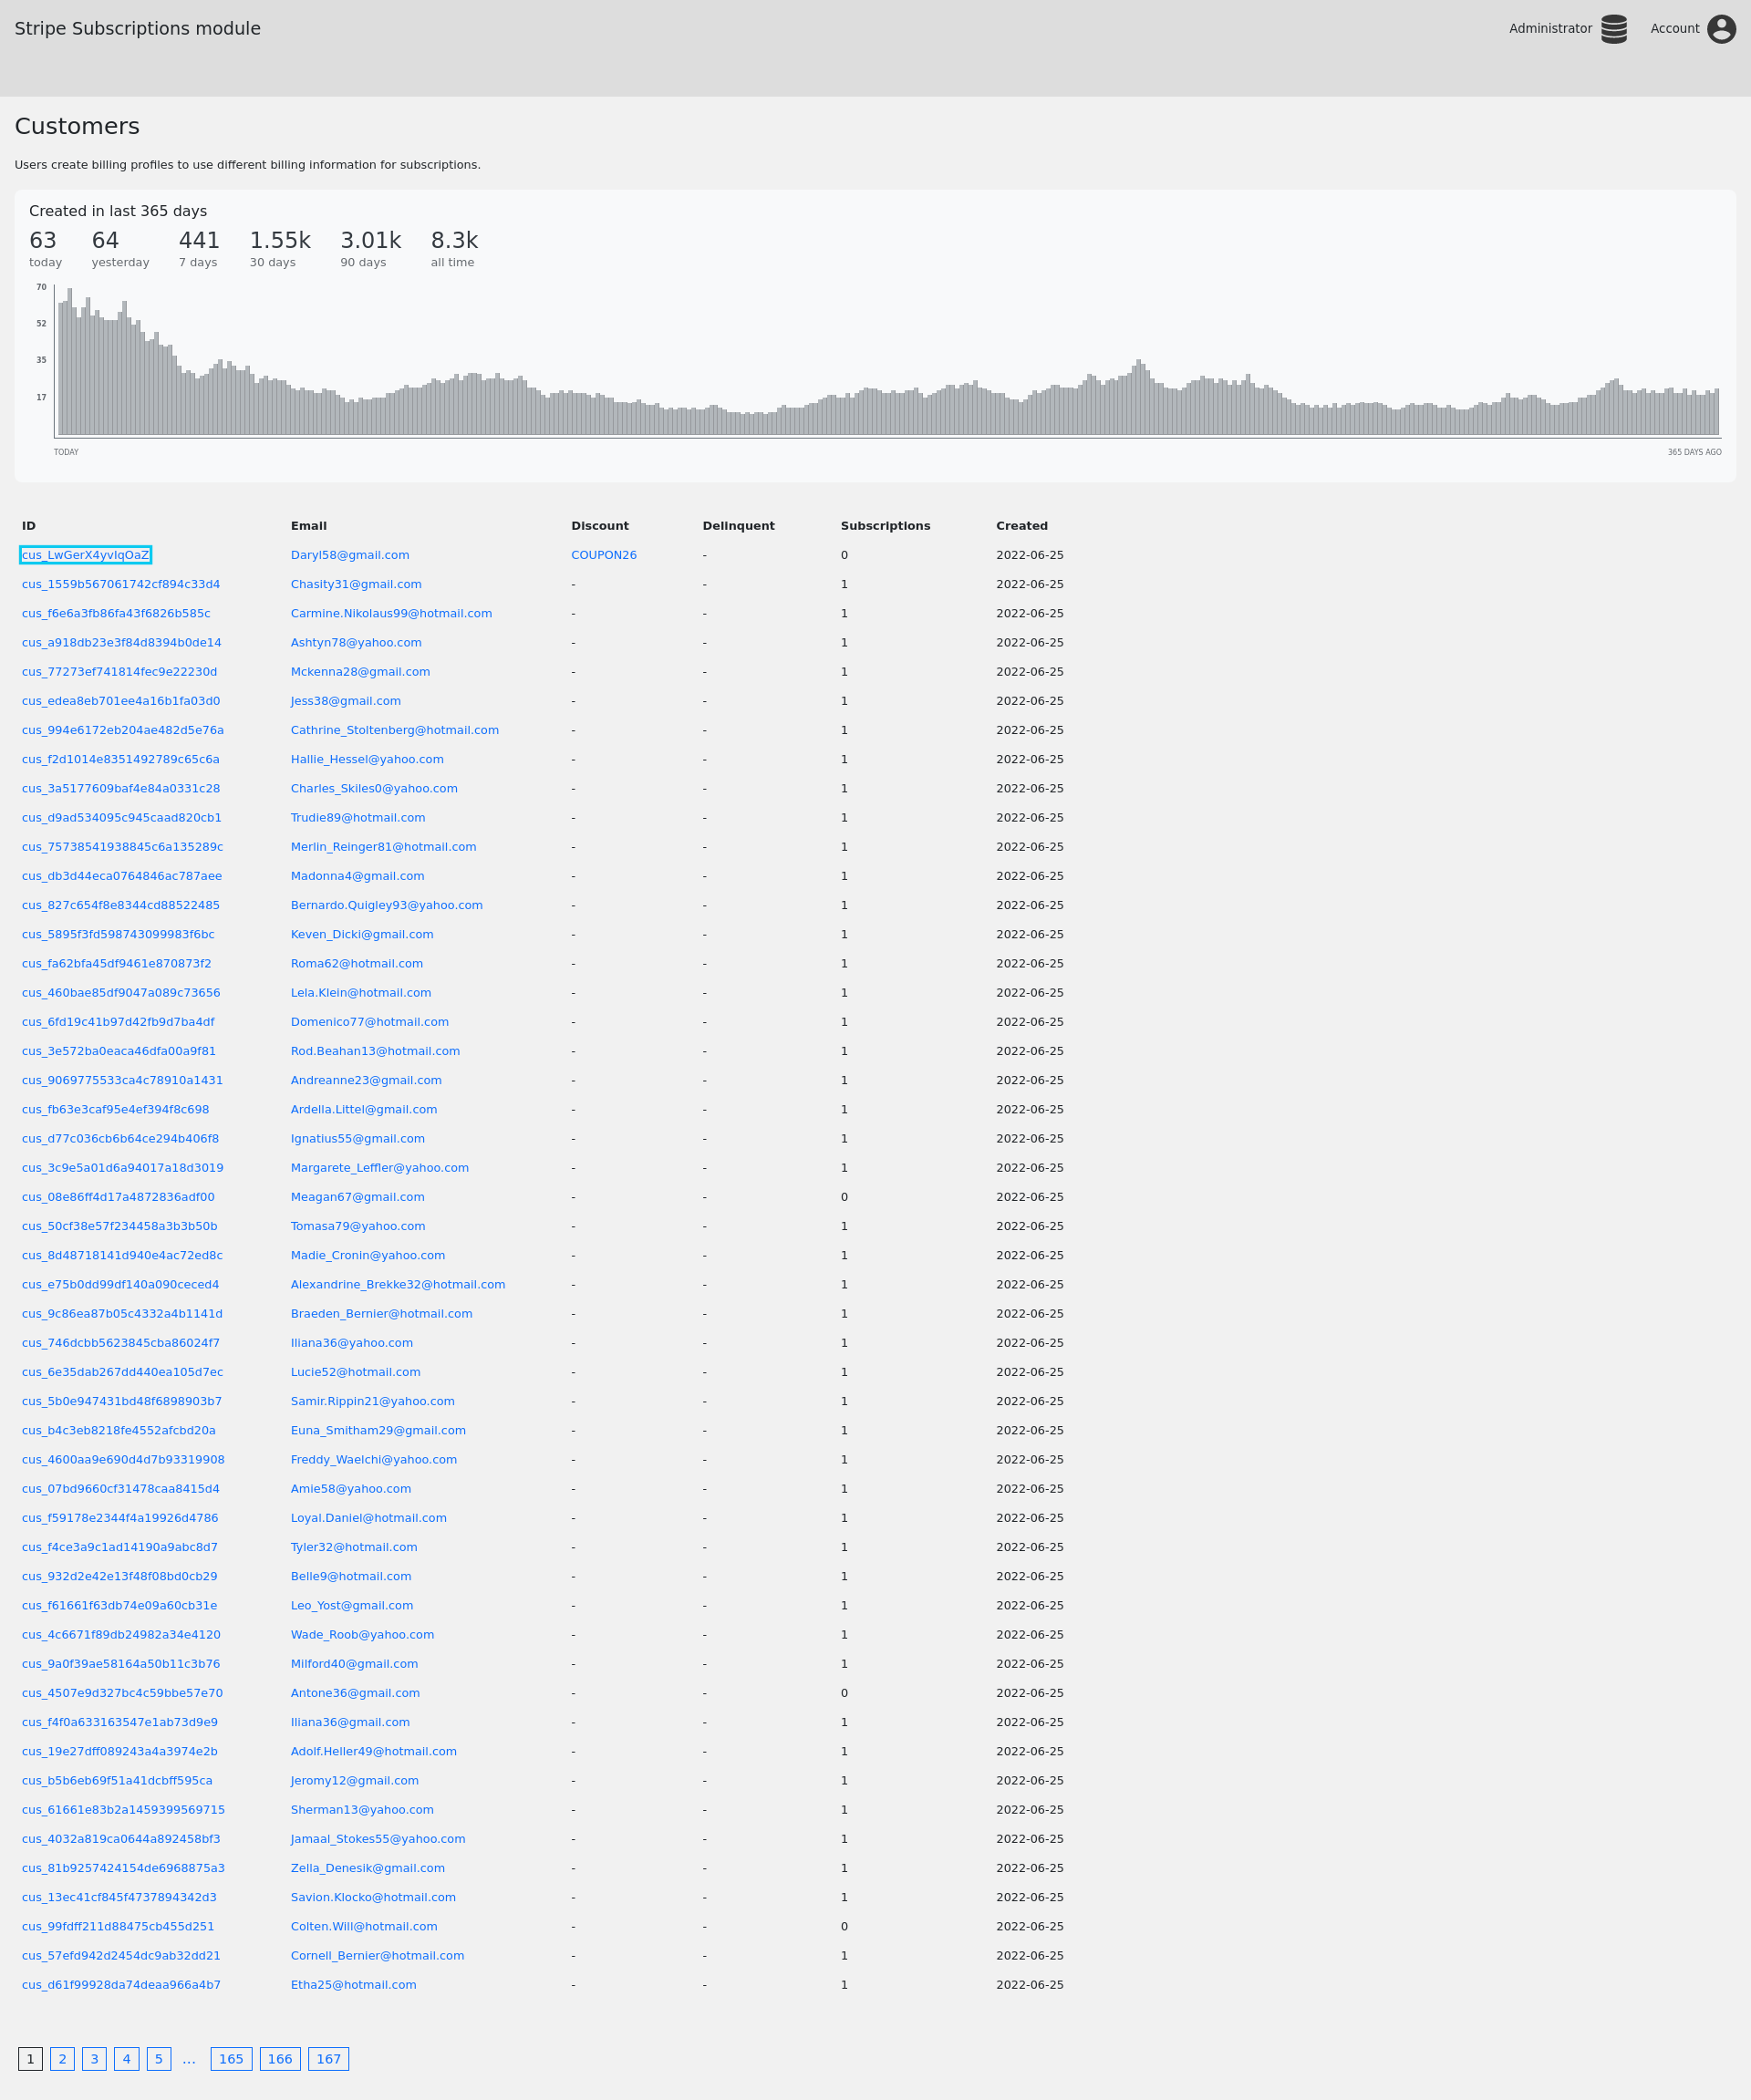 Stripe Subscriptions module
Administrator Account
Customers
Users create billing profiles to use different billing information for subscriptions.
Created in last 365 days
63 64 441 1.55k 3.01k 8.3k
today yesterday 7 days 30 days 90 days all time
70
52
35
17
TODAY 365 DAYS AGO
ID Email Discount Delinquent Subscriptions Created
cus_LwGerX4yvIqOaZ Daryl58@gmail.com COUPON26 - 0 2022-06-25
cus_1559b567061742cf894c33d4 Chasity31@gmail.com - - 1 2022-06-25
cus_f6e6a3fb86fa43f6826b585c Carmine.Nikolaus99@hotmail.com - - 1 2022-06-25
cus_a918db23e3f84d8394b0de14 Ashtyn78@yahoo.com - - 1 2022-06-25
cus_77273ef741814fec9e22230d Mckenna28@gmail.com - - 1 2022-06-25
cus_edea8eb701ee4a16b1fa03d0 Jess38@gmail.com - - 1 2022-06-25
cus_994e6172eb204ae482d5e76a Cathrine_Stoltenberg@hotmail.com - - 1 2022-06-25
cus_f2d1014e8351492789c65c6a Hallie_Hessel@yahoo.com - - 1 2022-06-25
cus_3a5177609baf4e84a0331c28 Charles_Skiles0@yahoo.com - - 1 2022-06-25
cus_d9ad534095c945caad820cb1 Trudie89@hotmail.com - - 1 2022-06-25
cus_75738541938845c6a135289c Merlin_Reinger81@hotmail.com - - 1 2022-06-25
cus_db3d44eca0764846ac787aee Madonna4@gmail.com - - 1 2022-06-25
cus_827c654f8e8344cd88522485 Bernardo.Quigley93@yahoo.com - - 1 2022-06-25
cus_5895f3fd598743099983f6bc Keven_Dicki@gmail.com - - 1 2022-06-25
cus_fa62bfa45df9461e870873f2 Roma62@hotmail.com - - 1 2022-06-25
cus_460bae85df9047a089c73656 Lela.Klein@hotmail.com - - 1 2022-06-25
cus_6fd19c41b97d42fb9d7ba4df Domenico77@hotmail.com - - 1 2022-06-25
cus_3e572ba0eaca46dfa00a9f81 Rod.Beahan13@hotmail.com - - 1 2022-06-25
cus_9069775533ca4c78910a1431 Andreanne23@gmail.com - - 1 2022-06-25
cus_fb63e3caf95e4ef394f8c698 Ardella.Littel@gmail.com - - 1 2022-06-25
cus_d77c036cb6b64ce294b406f8 Ignatius55@gmail.com - - 1 2022-06-25
cus_3c9e5a01d6a94017a18d3019 Margarete_Leffler@yahoo.com - - 1 2022-06-25
cus_08e86ff4d17a4872836adf00 Meagan67@gmail.com - - 0 2022-06-25
cus_50cf38e57f234458a3b3b50b Tomasa79@yahoo.com - - 1 2022-06-25
cus_8d48718141d940e4ac72ed8c Madie_Cronin@yahoo.com - - 1 2022-06-25
cus_e75b0dd99df140a090ceced4 Alexandrine_Brekke32@hotmail.com - - 1 2022-06-25
cus_9c86ea87b05c4332a4b1141d Braeden_Bernier@hotmail.com - - 1 2022-06-25
cus_746dcbb5623845cba86024f7 Iliana36@yahoo.com - - 1 2022-06-25
cus_6e35dab267dd440ea105d7ec Lucie52@hotmail.com - - 1 2022-06-25
cus_5b0e947431bd48f6898903b7 Samir.Rippin21@yahoo.com - - 1 2022-06-25
cus_b4c3eb8218fe4552afcbd20a Euna_Smitham29@gmail.com - - 1 2022-06-25
cus_4600aa9e690d4d7b93319908 Freddy_Waelchi@yahoo.com - - 1 2022-06-25
cus_07bd9660cf31478caa8415d4 Amie58@yahoo.com - - 1 2022-06-25
cus_f59178e2344f4a19926d4786 Loyal.Daniel@hotmail.com - - 1 2022-06-25
cus_f4ce3a9c1ad14190a9abc8d7 Tyler32@hotmail.com - - 1 2022-06-25
cus_932d2e42e13f48f08bd0cb29 Belle9@hotmail.com - - 1 2022-06-25
cus_f61661f63db74e09a60cb31e Leo_Yost@gmail.com - - 1 2022-06-25
cus_4c6671f89db24982a34e4120 Wade_Roob@yahoo.com - - 1 2022-06-25
cus_9a0f39ae58164a50b11c3b76 Milford40@gmail.com - - 1 2022-06-25
cus_4507e9d327bc4c59bbe57e70 Antone36@gmail.com - - 0 2022-06-25
cus_f4f0a633163547e1ab73d9e9 Iliana36@gmail.com - - 1 2022-06-25
cus_19e27dff089243a4a3974e2b Adolf.Heller49@hotmail.com - - 1 2022-06-25
cus_b5b6eb69f51a41dcbff595ca Jeromy12@gmail.com - - 1 2022-06-25
cus_61661e83b2a1459399569715 Sherman13@yahoo.com - - 1 2022-06-25
cus_4032a819ca0644a892458bf3 Jamaal_Stokes55@yahoo.com - - 1 2022-06-25
cus_81b9257424154de6968875a3 Zella_Denesik@gmail.com - - 1 2022-06-25
cus_13ec41cf845f4737894342d3 Savion.Klocko@hotmail.com - - 1 2022-06-25
cus_99fdff211d88475cb455d251 Colten.Will@hotmail.com - - 0 2022-06-25
cus_57efd942d2454dc9ab32dd21 Cornell_Bernier@hotmail.com - - 1 2022-06-25
cus_d61f99928da74deaa966a4b7 Etha25@hotmail.com - - 1 2022-06-25
1 2 3 4 5 … 165 166 167